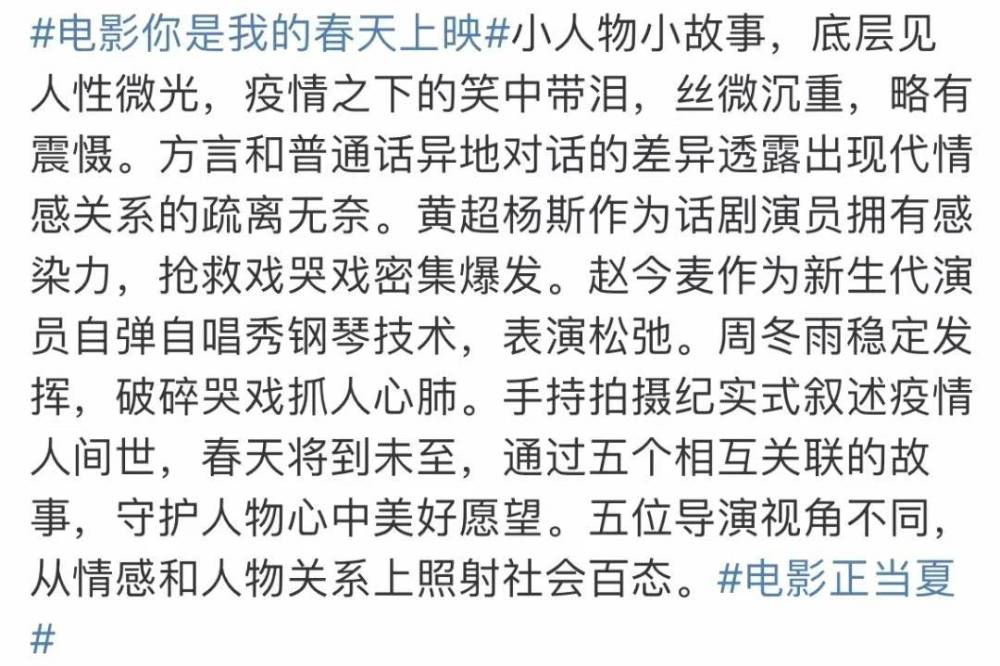 #电影你是我的春天上映#小人物小故事，底层见
人性微光，疫情之下的笑中带泪，丝微沉重，略有
震慑。方言和普通话异地对话的差异透露出现代情
感关系的疏离无奈。黄超杨斯作为话剧演员拥有感
染力，抢救戏哭戏密集爆发。赵今麦作为新生代演
员自弹自唱秀钢琴技术，表演松弛。周冬雨稳定发
挥，破碎哭戏抓人心肺。手持拍摄纪实式叙述疫情
人间世，春天将到未至，通过五个相互关联的故
事，守护人物心中美好愿望。五位导演视角不同，
从情感和人物关系上照射社会百态。#电影正当夏
#